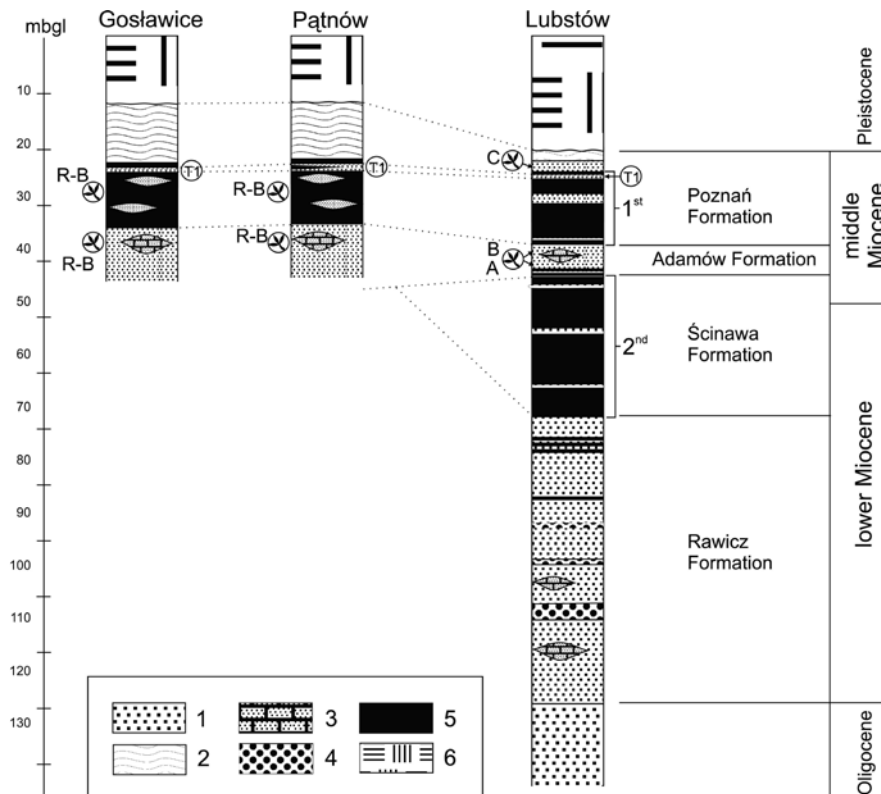 mbgl
Gosławice
Pątnów
Lubstów
10
20
30
40
50
60
70
80
90
100
110
120
130
R-B
T1
R-B
R-B
T1
R-B
C
T1
B
A
1st
2nd
Poznań
Formation
Adamów Formation
Ścinawa
Formation
Rawicz
Formation
Pleistocene
middle
Miocene
lower Miocene
Oligocene
1
3
5
2
4
6